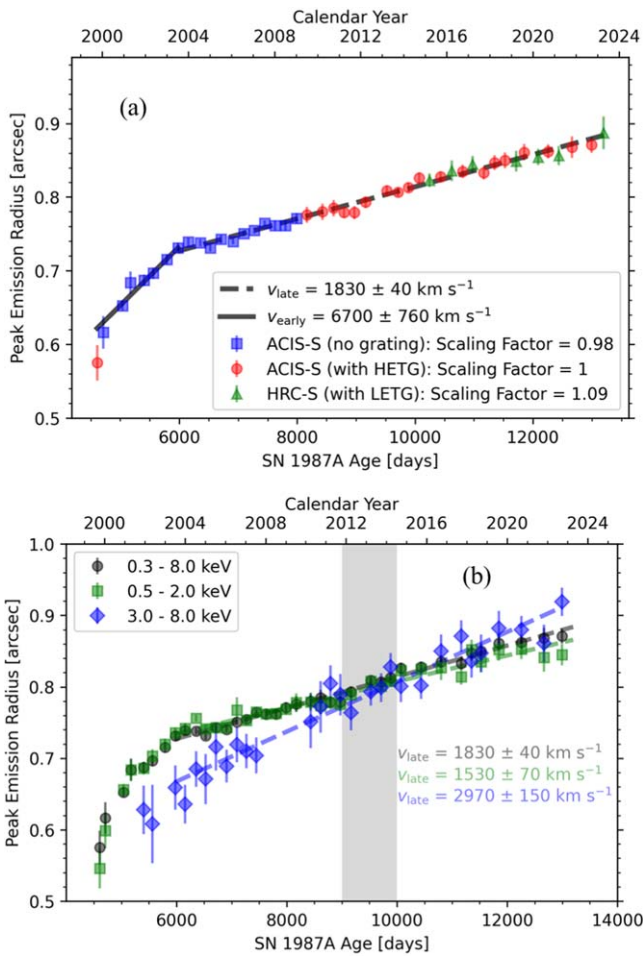 Calendar Year
2000 2004 2008 2012 2016 2020 2024
Peak Emission Radius [arcsec]
0.9
0.8
0.7
0.6
0.5
(a)
v_late = 1830 ± 40 km s⁻¹
v_early = 6700 ± 760 km s⁻¹
ACIS-S (no grating): Scaling Factor = 0.98
ACIS-S (with HETG): Scaling Factor = 1
HRC-S (with LETG): Scaling Factor = 1.09
6000 8000 10000 12000
SN 1987A Age [days]
Calendar Year
2000 2004 2008 2012 2016 2020 2024
Peak Emission Radius [arcsec]
1.0
0.9
0.8
0.7
0.6
0.5
0.3 - 8.0 keV
0.5 - 2.0 keV
3.0 - 8.0 keV
(b)
v_late = 1830 ± 40 km s⁻¹
v_late = 1530 ± 70 km s⁻¹
v_late = 2970 ± 150 km s⁻¹
6000 8000 10000 12000 14000
SN 1987A Age [days]